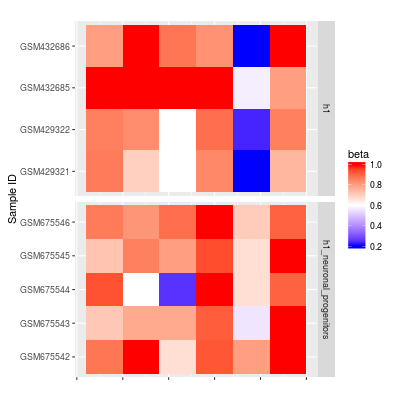 GSM432686
GSM432685
GSM429322
GSM429321
h1
GSM675546
GSM675545
GSM675544
GSM675543
GSM675542
h1_neuronal_progenitors
Sample ID
beta
1.0
0.8
0.6
0.4
0.2